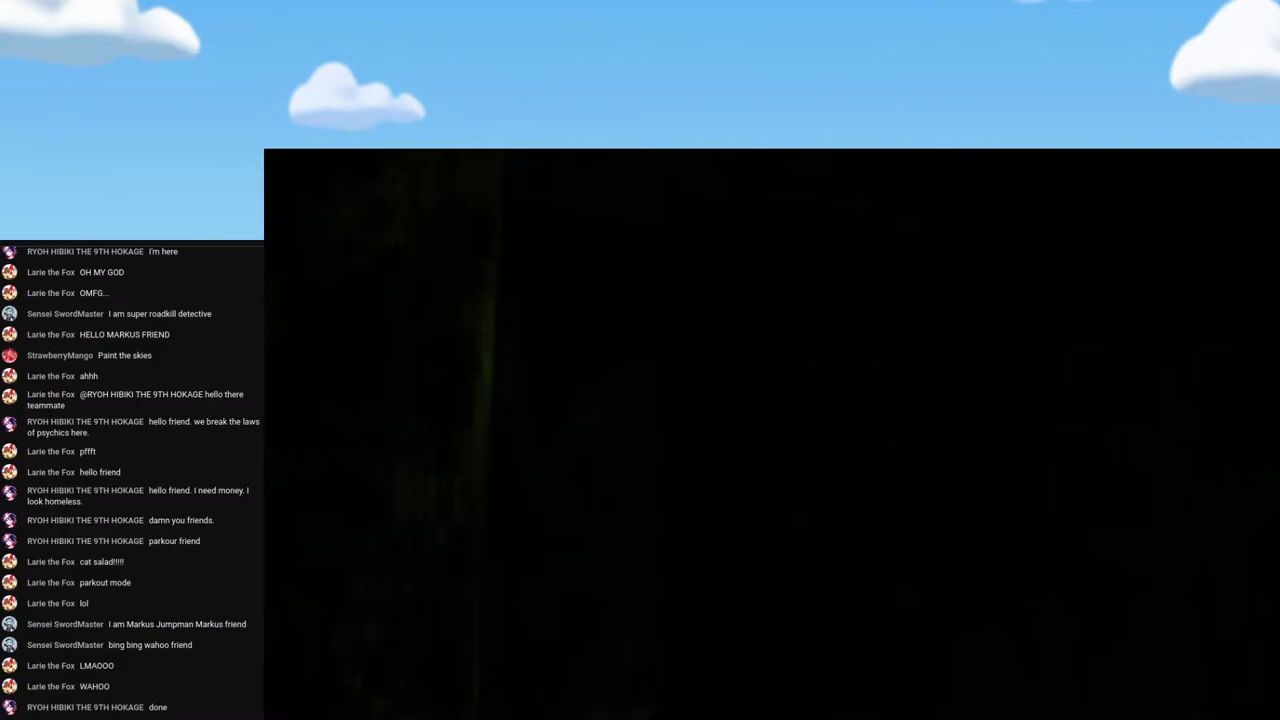 RYOH HIBIKI THE 9TH HOKAGE I'm here
Larie the Fox OH MY GOD
Larie the Fox OMFG...
Sensei SwordMaster I am super roadkill detective
Larie the Fox HELLO MARKUS FRIEND
StrawberryMango Paint the skies
Larie the Fox ahhh
Larie the Fox @RYOH HIBIKI THE 9TH HOKAGE hello there
teammate
RYOH HIBIKI THE 9TH HOKAGE hello friend. we break the laws
of psychics here.
Larie the Fox pffft
Larie the Fox hello friend
RYOH HIBIKI THE 9TH HOKAGE hello friend. I need money. I
look homeless.
RYOH HIBIKI THE 9TH HOKAGE damn you friends.
RYOH HIBIKI THE 9TH HOKAGE parkour friend
Larie the Fox cat salad!!!!!
Larie the Fox parkout mode
Larie the Fox lol
Sensei SwordMaster I am Markus Jumpman Markus friend
Sensei SwordMaster bing bing wahoo friend
Larie the Fox LMAOOO
Larie the Fox WAHOO
RYOH HIBIKI THE 9TH HOKAGE done